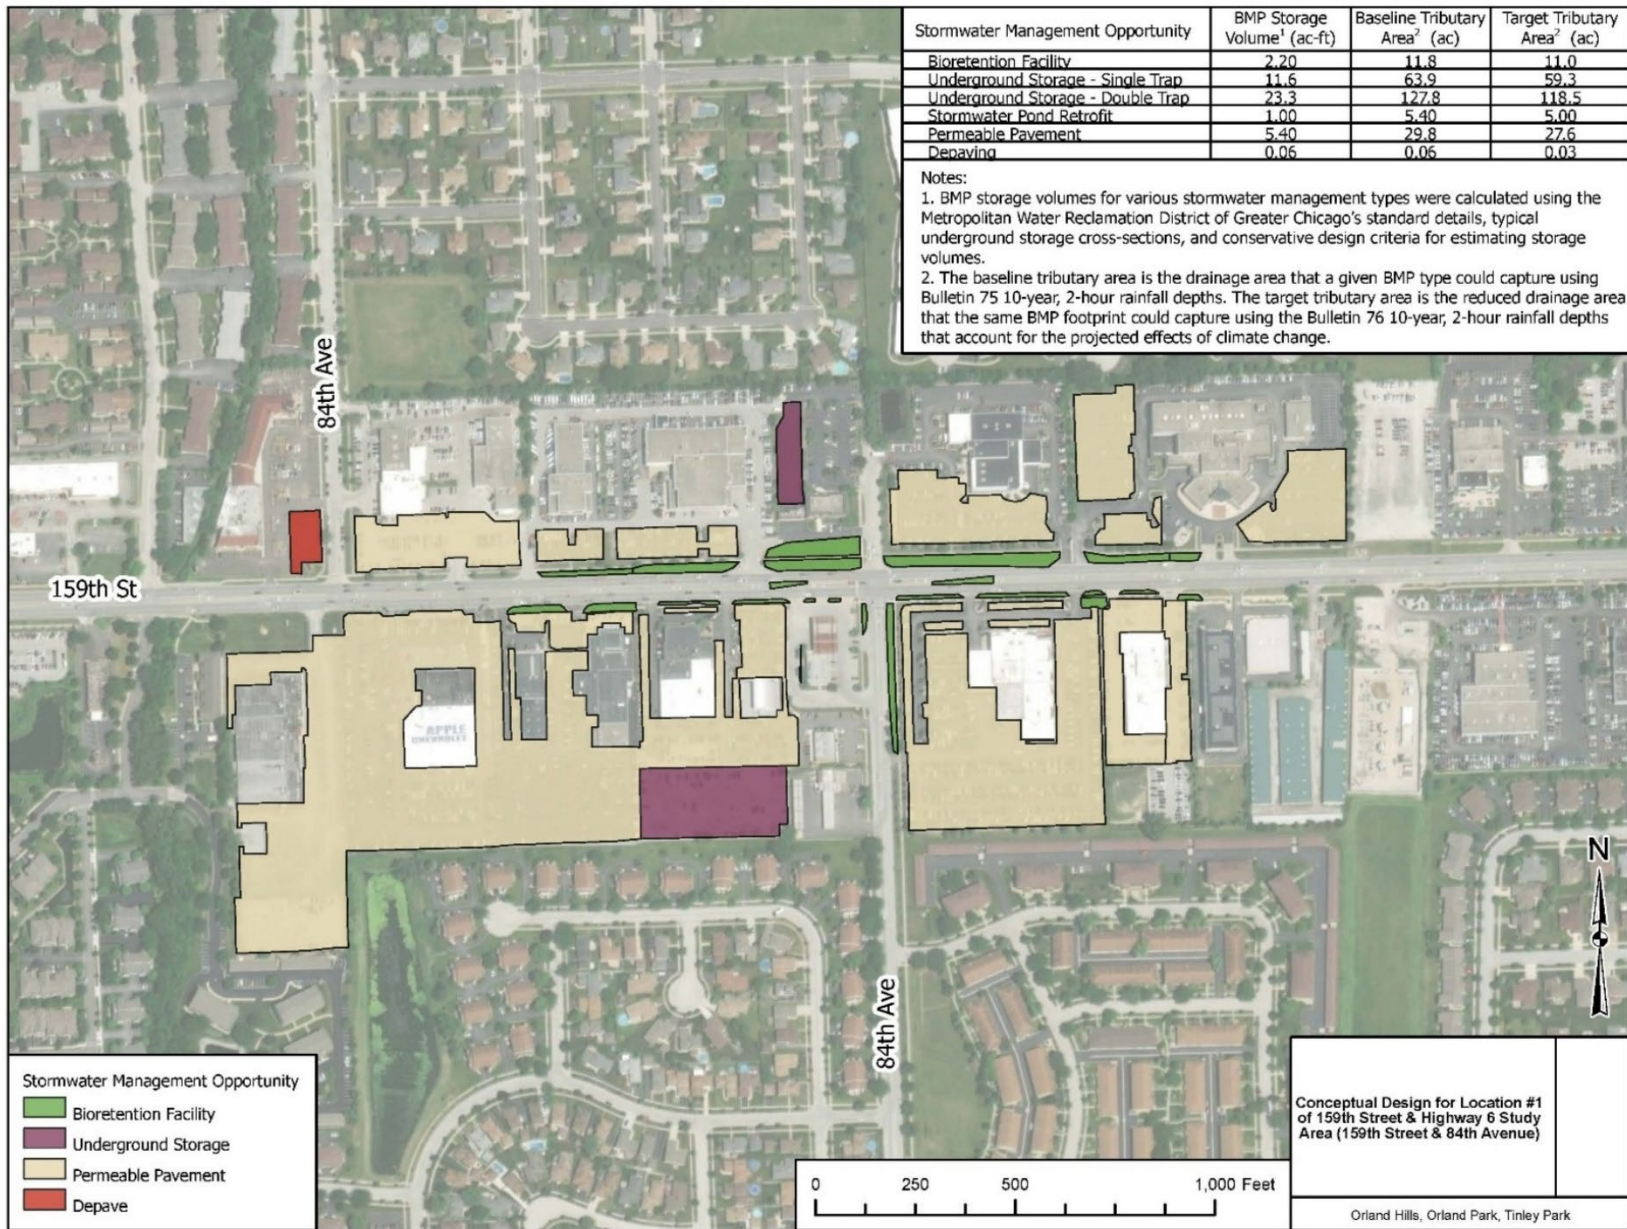 Stormwater Management Opportunity BMP Storage Volume¹ (ac-ft) Baseline Tributary Area² (ac) Target Tributary Area² (ac)
Bioretention Facility 2.20 11.8 11.0
Underground Storage - Single Trap 11.6 63.9 59.3
Underground Storage - Double Trap 23.3 127.8 118.5
Stormwater Pond Retrofit 1.00 5.40 5.00
Permeable Pavement 5.40 29.8 27.6
Depaving 0.06 0.06 0.03
Notes:
1. BMP storage volumes for various stormwater management types were calculated using the
Metropolitan Water Reclamation District of Greater Chicago's standard details, typical
underground storage cross-sections, and conservative design criteria for estimating storage
volumes.
2. The baseline tributary area is the drainage area that a given BMP type could capture using
Bulletin 75 10-year, 2-hour rainfall depths. The target tributary area is the reduced drainage area
that the same BMP footprint could capture using the Bulletin 76 10-year, 2-hour rainfall depths
that account for the projected effects of climate change.
84th Ave
159th St
APPLE
CHEVROLET
84th Ave
N
Stormwater Management Opportunity
Bioretention Facility
Underground Storage
Permeable Pavement
Depave
0 250 500 1,000 Feet
Conceptual Design for Location #1
of 159th Street & Highway 6 Study
Area (159th Street & 84th Avenue)
Orland Hills, Orland Park, Tinley Park